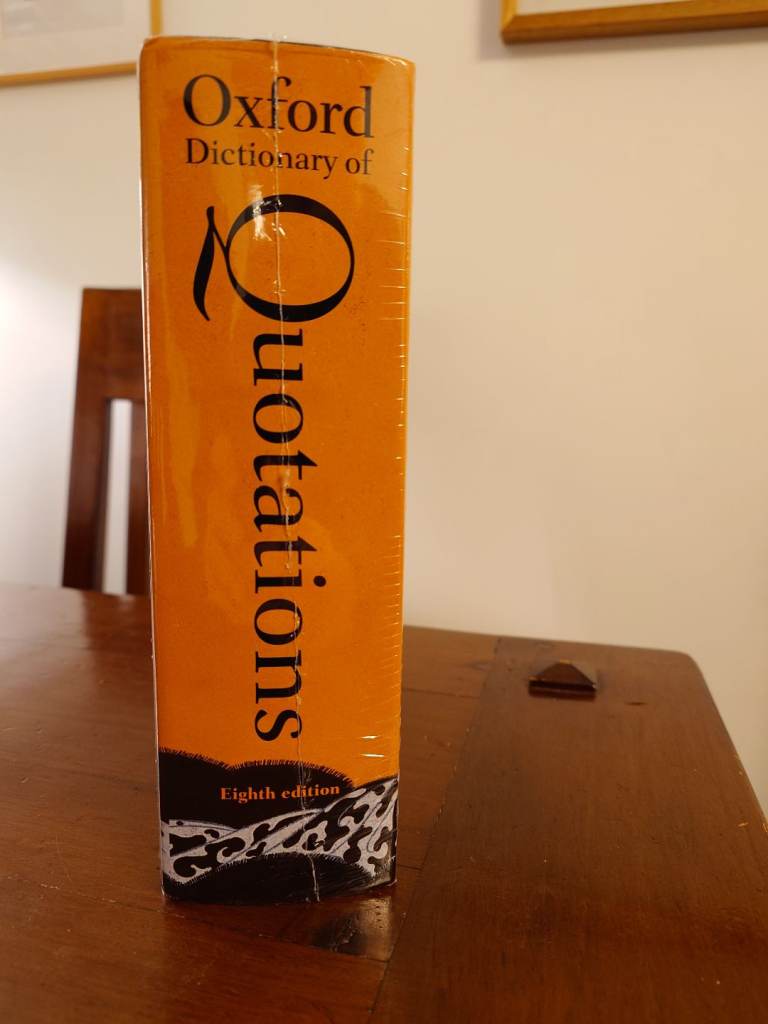 Oxford
Dictionary of
Quotations
Eighth edition